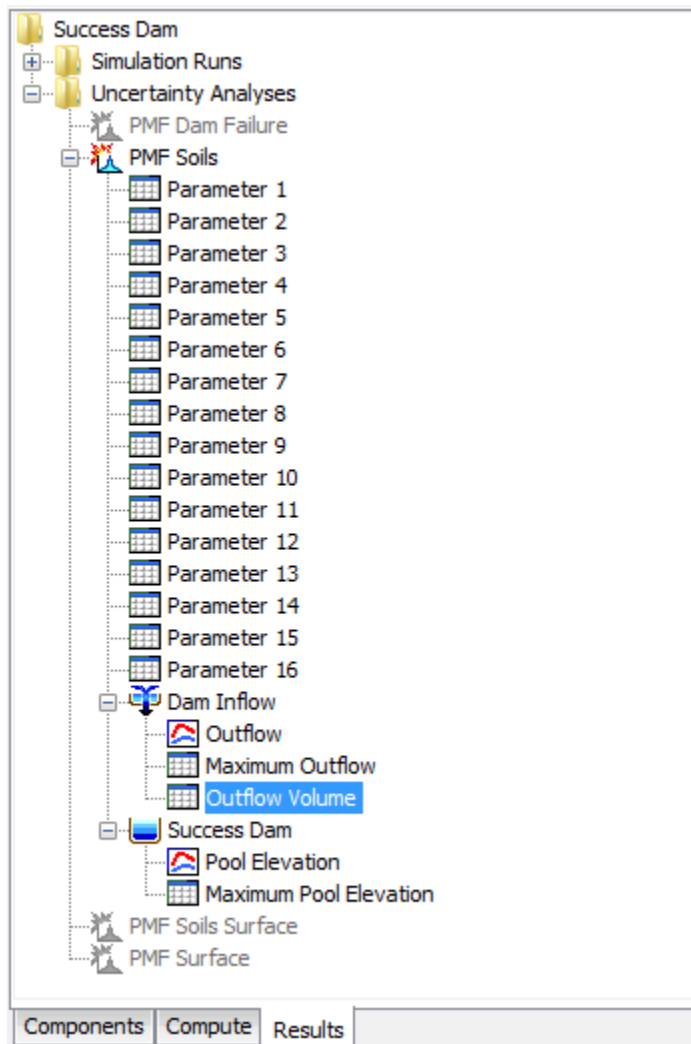 Success Dam
Simulation Runs
Uncertainty Analyses
PMF Dam Failure
PMF Soils
Parameter 1
Parameter 2
Parameter 3
Parameter 4
Parameter 5
Parameter 6
Parameter 7
Parameter 8
Parameter 9
Parameter 10
Parameter 11
Parameter 12
Parameter 13
Parameter 14
Parameter 15
Parameter 16
Dam Inflow
Outflow
Maximum Outflow
Outflow Volume
Success Dam
Pool Elevation
Maximum Pool Elevation
PMF Soils Surface
PMF Surface
Components Compute Results